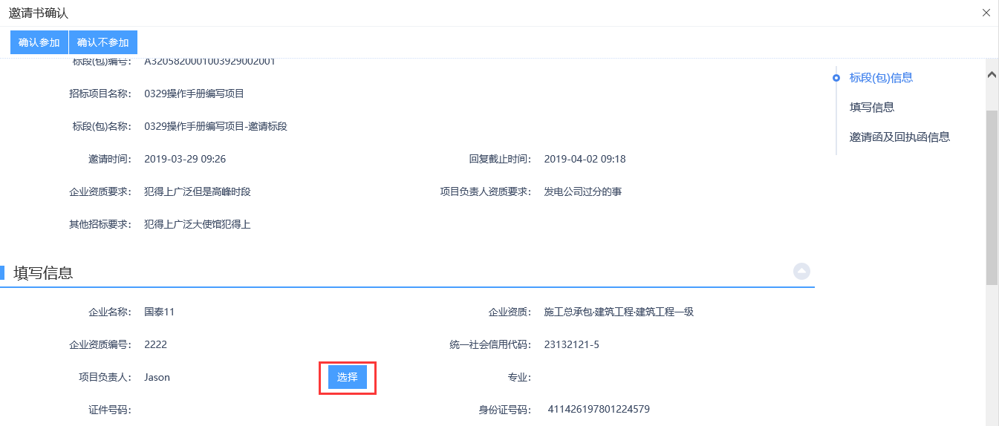 邀请书确认
确认参加 确认不参加
标段(包)编号： A3205820001003929002001
招标项目名称： 0329操作手册编写项目
标段(包)名称： 0329操作手册编写项目-邀请标段
邀请时间： 2019-03-29 09:26 回复截止时间： 2019-04-02 09:18
企业资质要求： 犯得上广泛但是高峰时段 项目负责人资质要求： 发电公司过分的事
其他招标要求： 犯得上广泛大使馆犯得上
填写信息
企业名称： 国泰11 企业资质： 施工总承包·建筑工程·建筑工程一级
企业资质编号： 2222 统一社会信用代码： 23132121-5
项目负责人： Jason 选择 专业：
证件号码： 身份证号码： 411426197801224579
标段(包)信息
填写信息
邀请函及回执函信息